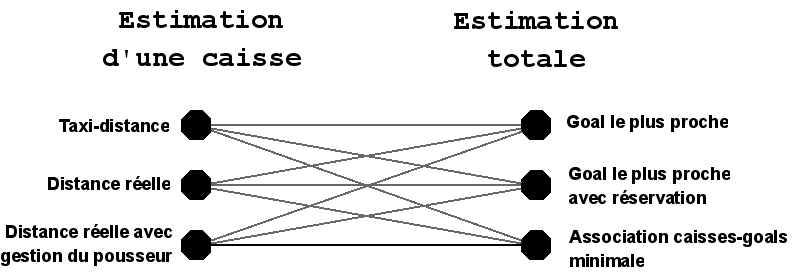 Estimation
d'une caisse
Estimation
totale
Taxi-distance
Distance réelle
Distance réelle avec
gestion du pousseur
Goal le plus proche
Goal le plus proche
avec réservation
Association caisses-goals
minimale